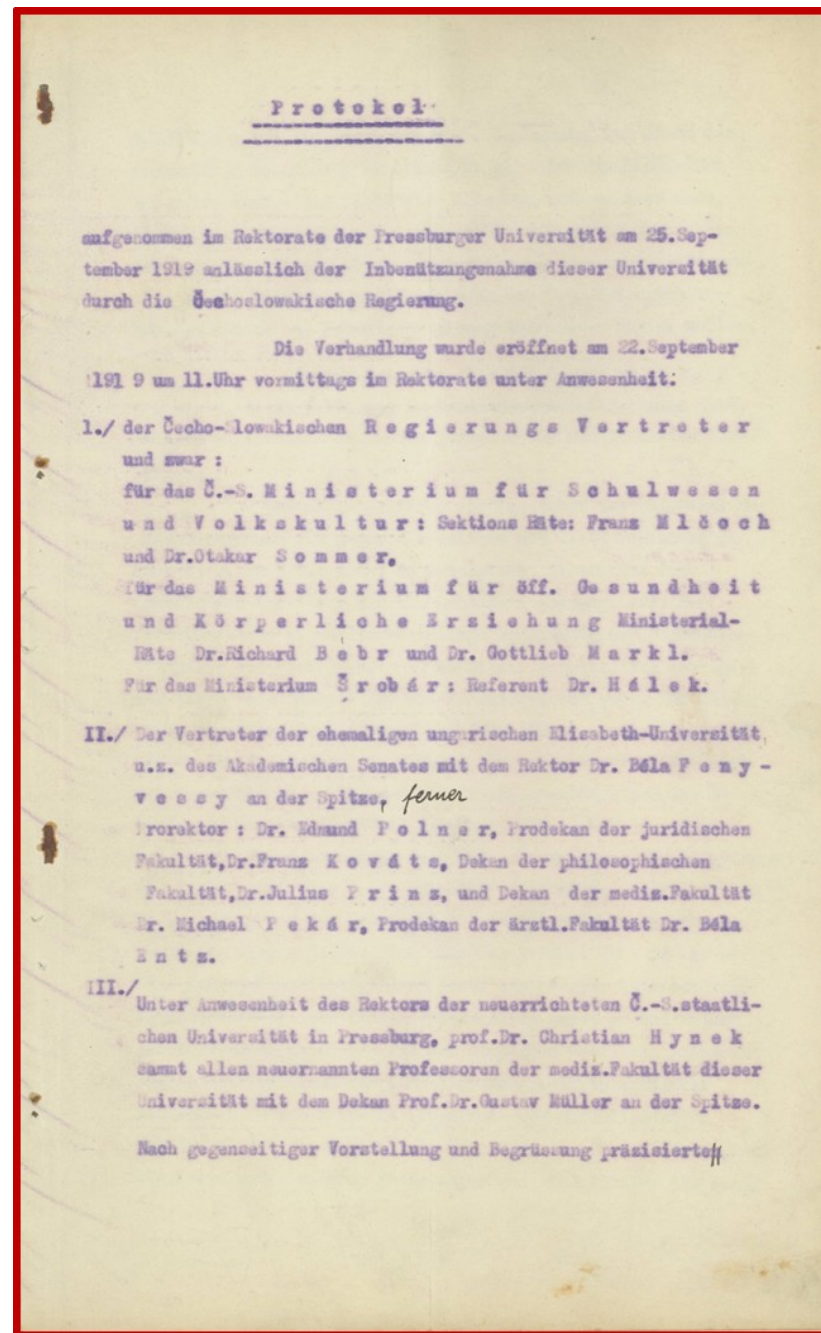 Protokol
aufgenommen im Rektorate der Pressburger Universität am 25.Sep-
tember 1919 anlässlich der Inbenützungnahme dieser Universität
durch die Čechoslowakische Regierung.
Die Verhandlung wurde eröffnet am 22.September
191 9 um 11.Uhr vormittags im Rektorate unter Anwesenheit:
1./ der Čecho-Slowakischen Regierungs Vertreter
und zwar :
für das Č.-S. Ministerium für Schulwesen
und Volkskultur: Sektions Räte: Franz
und Dr.Otakar Sommer,
für das Ministerium für öff. Gesundheit
und Körperliche Erziehung Ministerial-
Räte Dr.Richard Bebr und Dr. Gottlieb Markl.
Für das Ministerium Šrobár: Referent Dr. Hálek.
II./ Der Vertreter der ehemaligen ungarischen Elisabeth-Universität,
u.z. des Akademischen Senates mit dem Rektor Dr. Béla Feny-
vessy an der Spitze, ferner
Prorektor : Dr. Edmund Polner, Prodekan der juridischen
Fakultät,Dr.Franz Kováts, Dekan der philosophischen
Fakultät,Dr.Julius Prinz, und Dekan der mediz.Fakultät
Dr. Michael Pekár, Prodekan der ärztl.Fakultät Dr. Béla
Entz.
III./
Unter Anwesenheit des Rektors der neuerrichteten Č.-S.staatli-
chen Universität in Pressburg, prof.Dr. Christian Hynek
sammt allen neuernannten Professoren der mediz.Fakultät dieser
Universität mit dem Dekan Prof.Dr.Gustav Müller an der Spitze.
Nach gegenseitiger Vorstellung und Begrüssung präzisierte